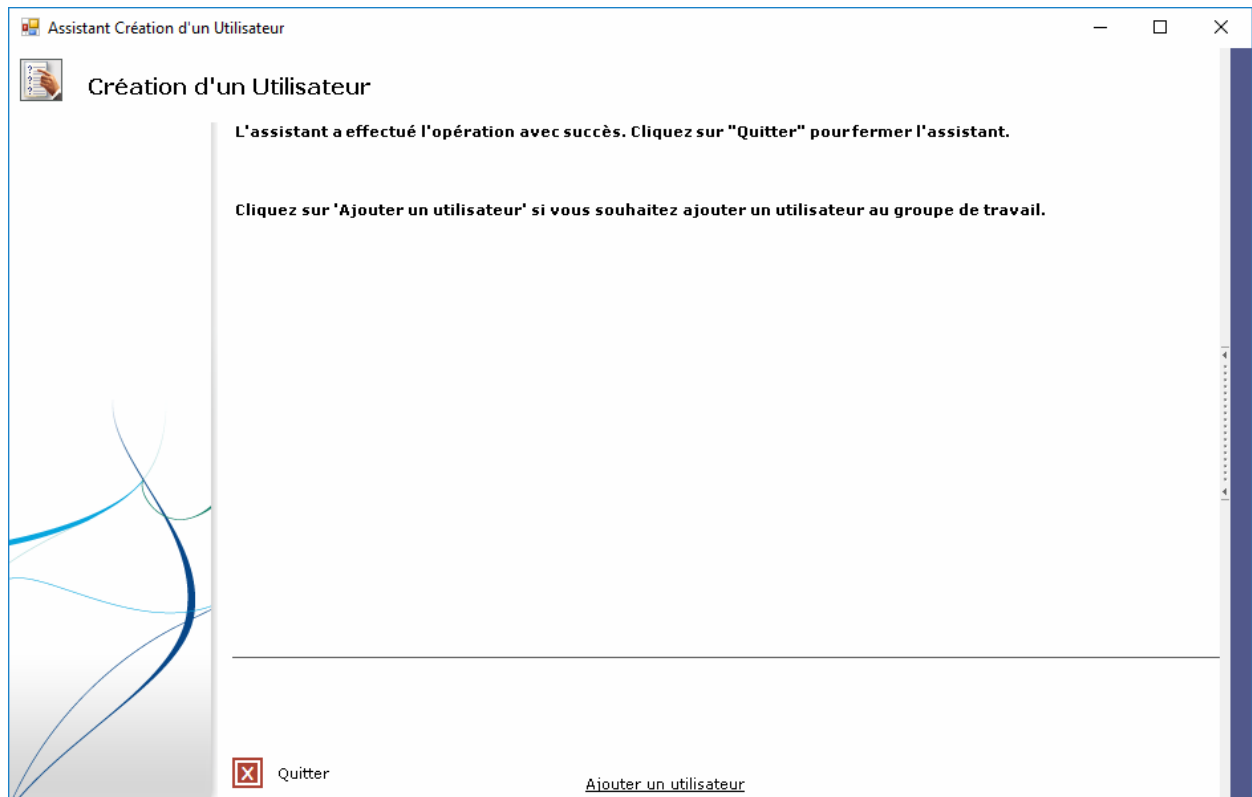 Assistant Création d'un Utilisateur
Création d'un Utilisateur
L'assistant a effectué l'opération avec succès. Cliquez sur "Quitter" pour fermer l'assistant.
Cliquez sur 'Ajouter un utilisateur' si vous souhaitez ajouter un utilisateur au groupe de travail.
Quitter
Ajouter un utilisateur